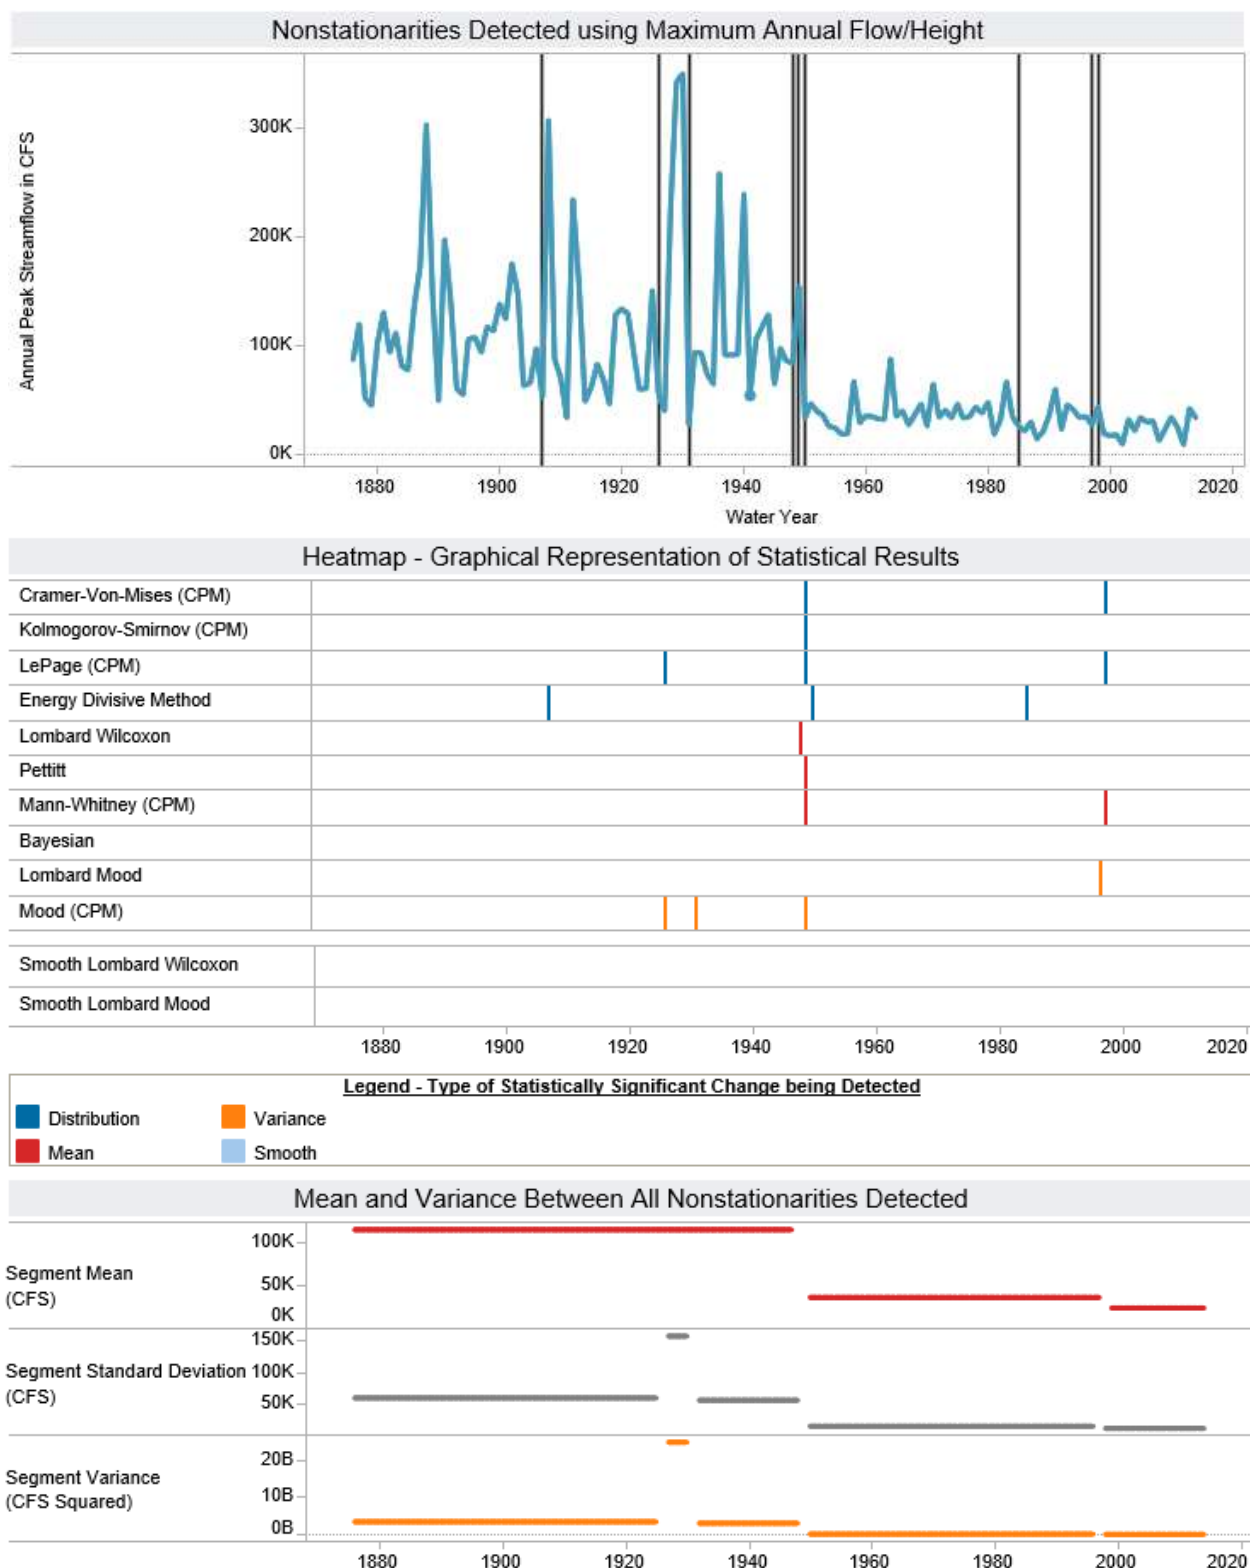 Nonstationarities Detected using Maximum Annual Flow/Height
Annual Peak Streamflow in CFS
300K
200K
100K
0K
1880 1900 1920 1940 1960 1980 2000 2020
Water Year
Heatmap - Graphical Representation of Statistical Results
Cramer-Von-Mises (CPM)
Kolmogorov-Smirnov (CPM)
LePage (CPM)
Energy Divisive Method
Lombard Wilcoxon
Pettitt
Mann-Whitney (CPM)
Bayesian
Lombard Mood
Mood (CPM)
Smooth Lombard Wilcoxon
Smooth Lombard Mood
1880 1900 1920 1940 1960 1980 2000 2020
Legend - Type of Statistically Significant Change being Detected
Distribution Variance
Mean Smooth
Mean and Variance Between All Nonstationarities Detected
Segment Mean
(CFS)
100K
50K
0K
Segment Standard Deviation
(CFS)
150K
100K
50K
Segment Variance
(CFS Squared)
20B
10B
0B
1880 1900 1920 1940 1960 1980 2000 2020